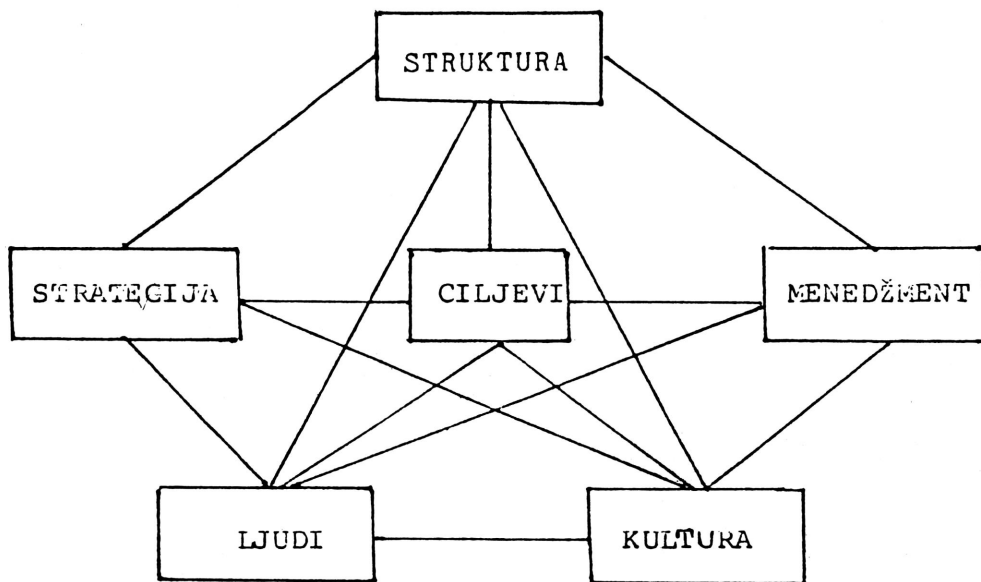 STRUKTURA
STRATEGIJA
CILJEVI
MENEDŽMENT
LJUDI
KULTURA